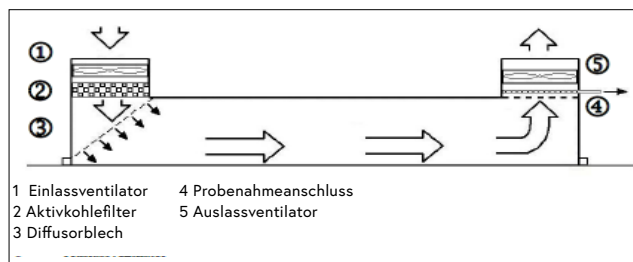 ①
②
③
⑤
④
1 Einlassventilator
2 Aktivkohlefilter
3 Diffusorblech
4 Probenahmeanschluss
5 Auslassventilator